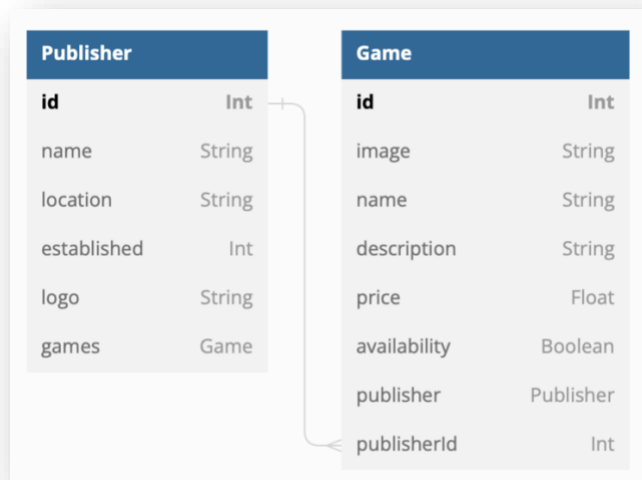 Publisher
id Int
name String
location String
established Int
logo String
games Game
Game
id Int
image String
name String
description String
price Float
availability Boolean
publisher Publisher
publisherId Int